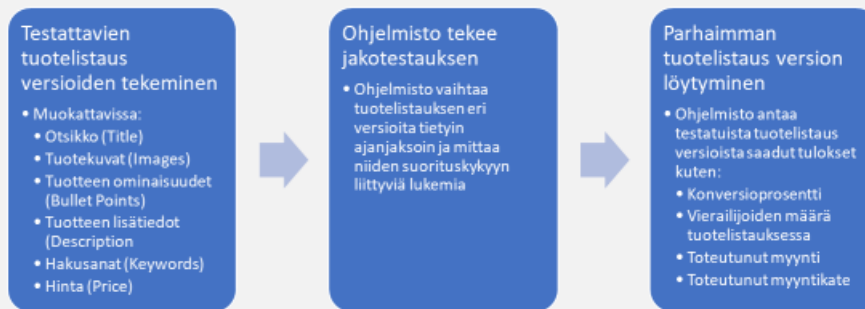 Testattavien
tuotelistaus
versioiden tekeminen
• Muokattavissa:
• Otsikko (Title)
• Tuotekuvat (Images)
• Tuotteen ominaisuudet
(Bullet Points)
• Tuotteen lisätiedot
(Description
• Hakusanat (Keywords)
• Hinta (Price)
Ohjelmisto tekee
jakotestauksen
• Ohjelmisto vaihtaa
tuotelistauksen eri
versioita tietyin
ajanjaksoin ja mittaa
niiden suorituskykyyn
liittyviä lukemia
Parhaimman
tuotelistaus version
löytyminen
• Ohjelmisto antaa
testatuista tuotelistaus
versioista saadut tulokset
kuten:
• Konversioprosentti
• Vierailijoiden määrä
tuotelistauksessa
• Toteutunut myynti
• Toteutunut myyntikate